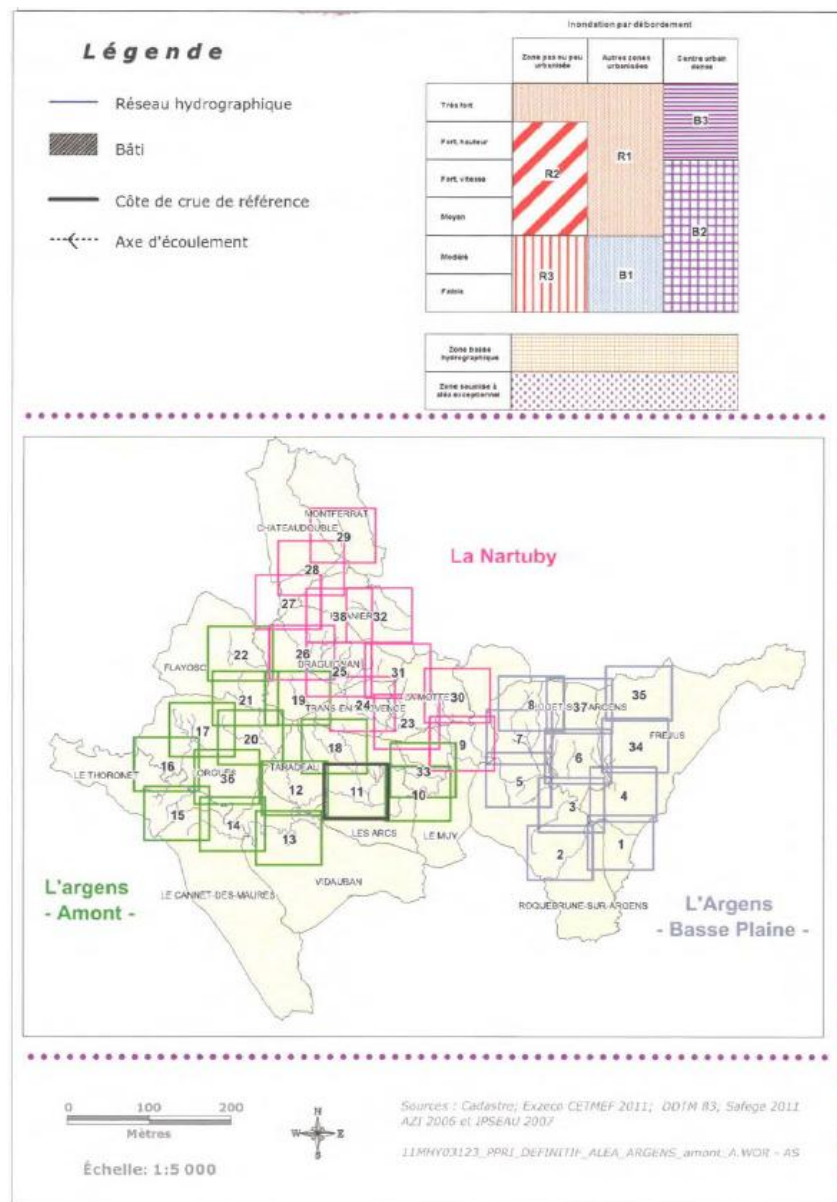 Légende
Réseau hydrographique
Bâti
Côte de crue de référence
Axe d'écoulement
Inondation par débordement
Zone pas ou peu urbanisée
Autres zones urbanisées
Centre urbain dense
Très fort
Fort, hauteur
Fort, vitesse
Moyen
Modéré
Faible
R1
R2
R3
B1
B2
B3
Zone basse hydrographique
Zone soumise à aléa exceptionnel
La Nartuby
MONTFERRAT
CHATEAUDOUBLE
29
28
27
38
32
22
FLAYOSC
26
DRAGUIGNAN
25
31
30
21
19
24
23
8
37
35
FREJUS
17
20
18
9
7
34
LE THORONET
16
36
TARADEAU
12
11
33
10
5
6
4
15
14
13
LES ARCS
LE MUY
3
2
1
VIDAUBAN
LE CANNET-DES-MAURES
ROQUEBRUNE-SUR-ARGENS
L'argens
- Amont -
L'Argens
- Basse Plaine -
0 100 200
Mètres
Échelle: 1:5 000
N
W E
S
Sources : Cadastre; Exzeco CETMEF 2011; DDTM 83; Safege 2011
AZI 2006 et IPSEAU 2007
11MHY03123_PPRI_DEFINITIF_ALEA_ARGENS_amont_A.WOR - AS